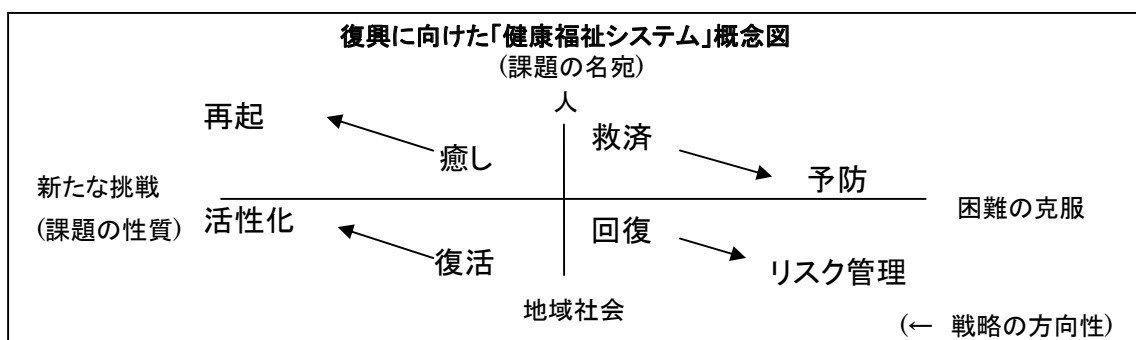 復興に向けた「健康福祉システム」概念図
(課題の名宛)
人
再起
救済
癒し
予防
新たな挑戦
(課題の性質)
困難の克服
活性化
回復
復活
リスク管理
地域社会
(← 戦略の方向性)